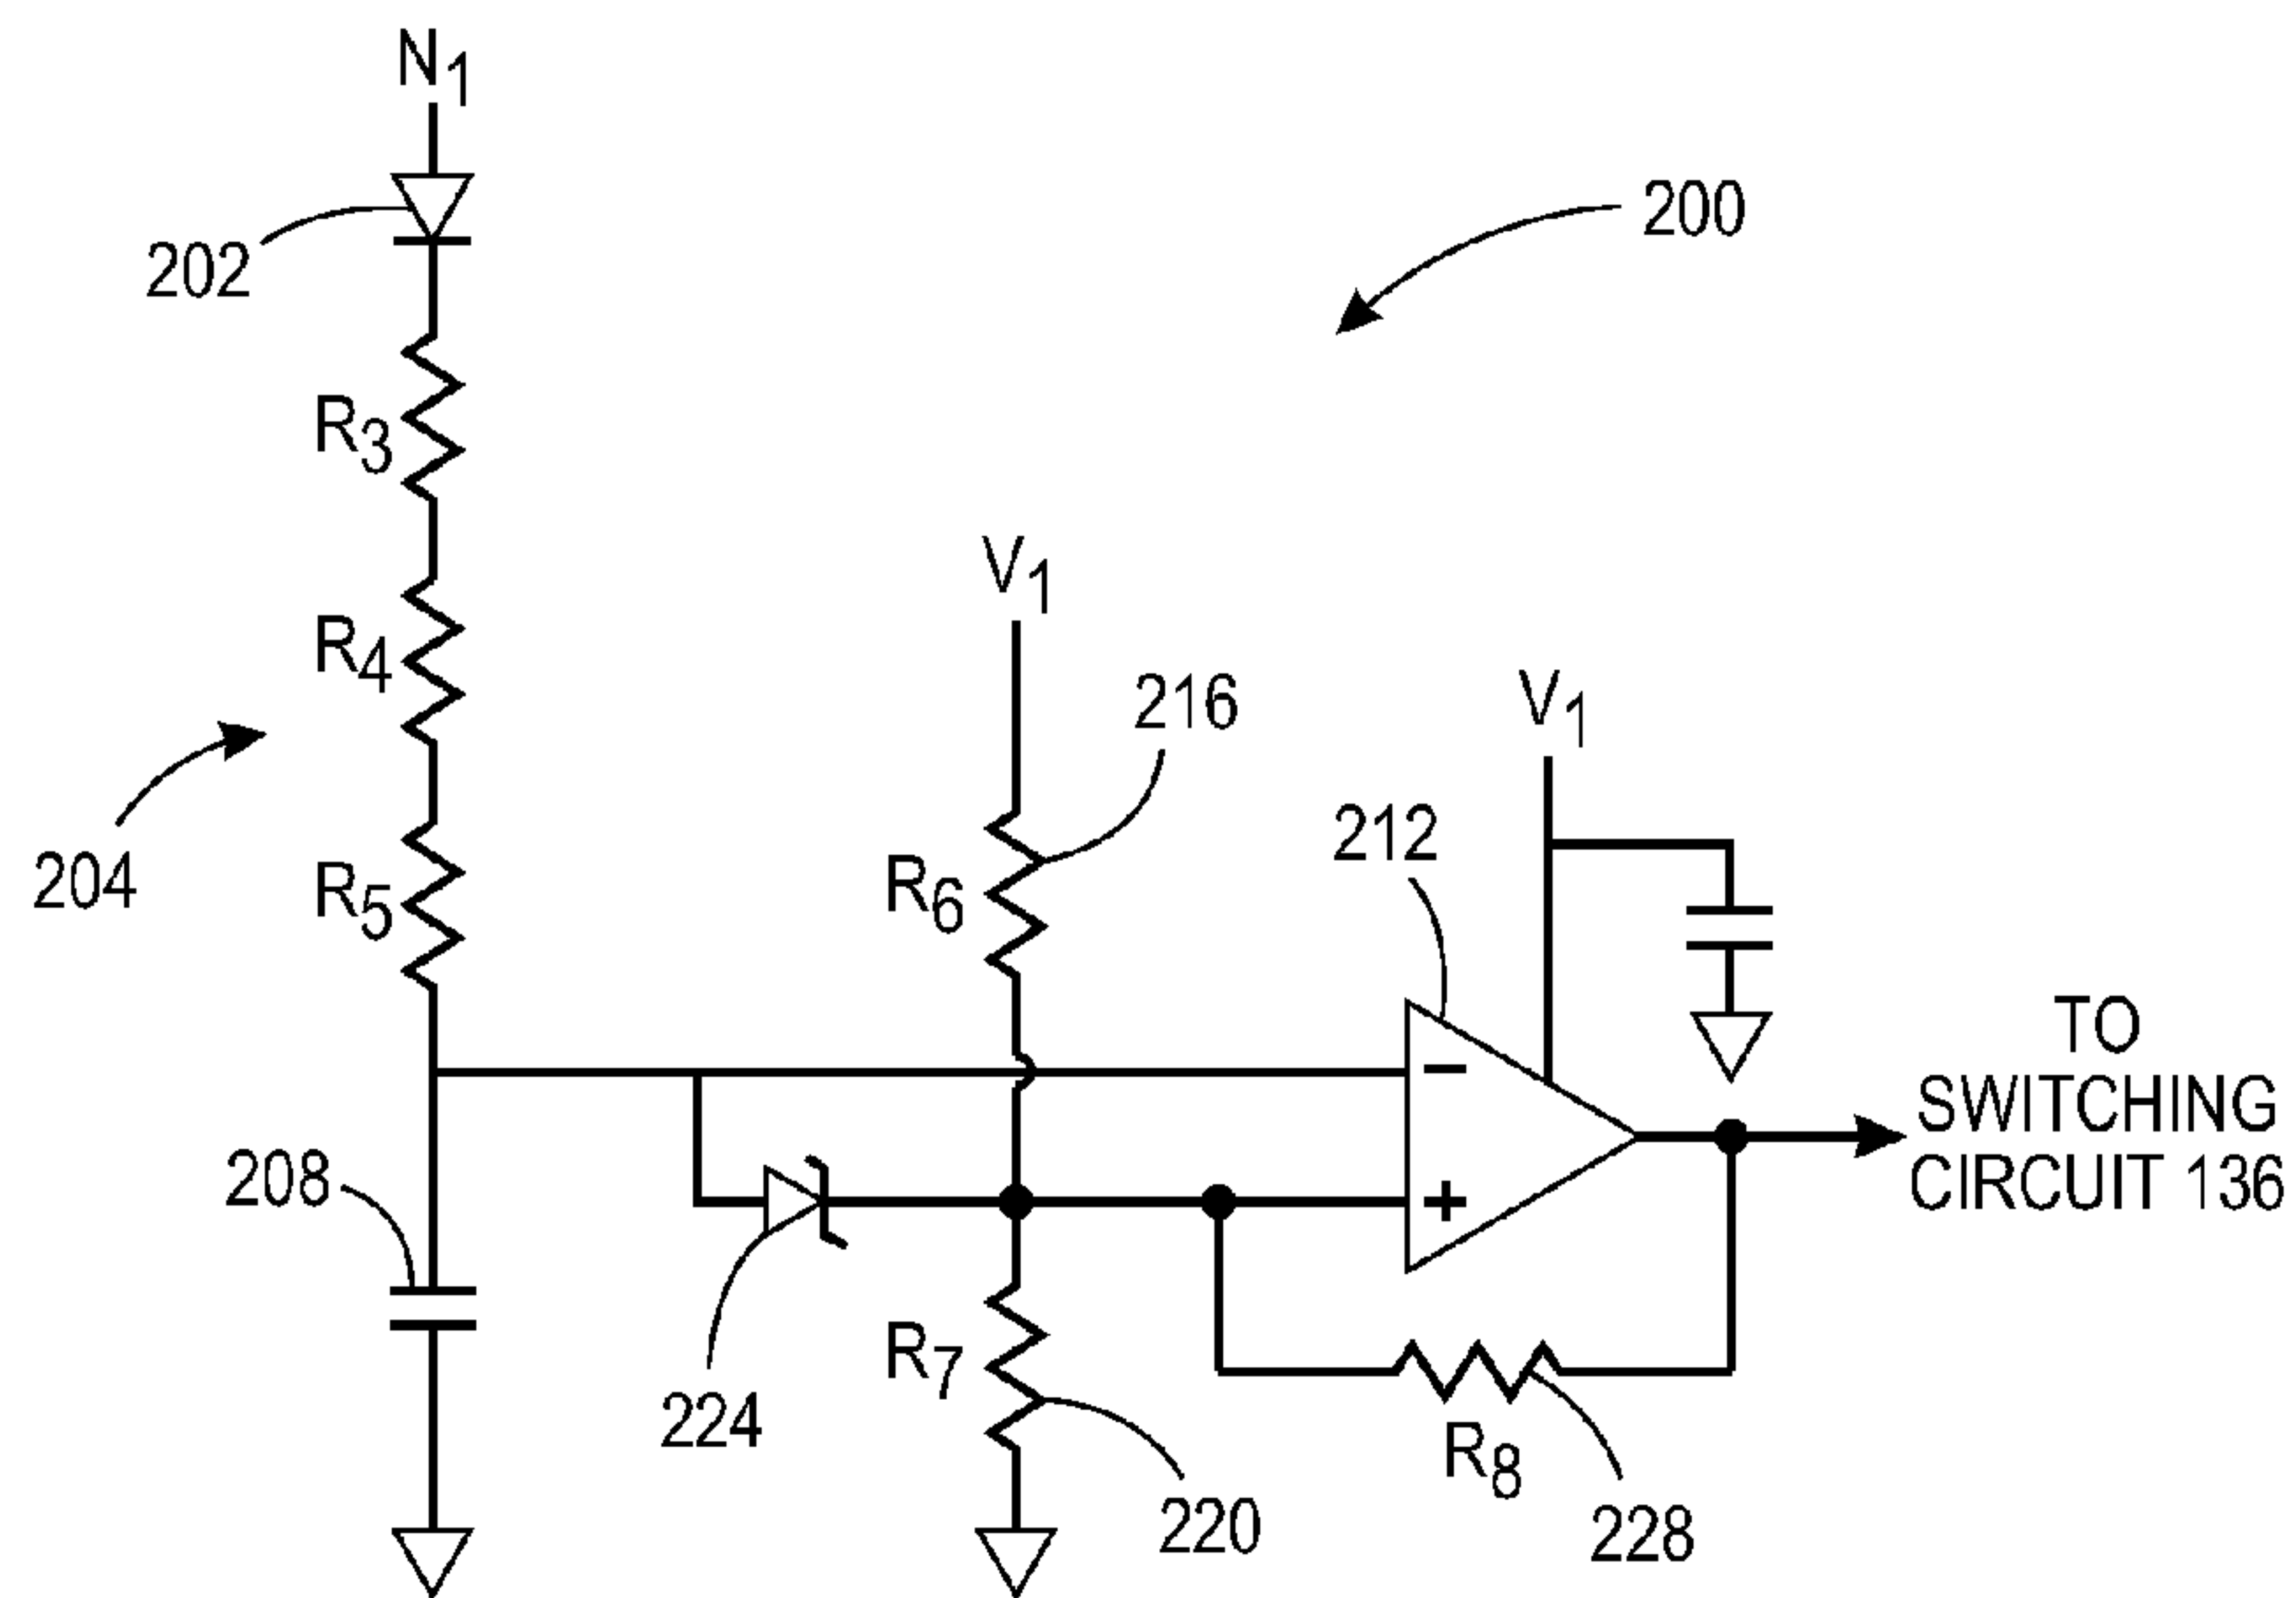 N1
200
202
R3
V1
R4
216
V1
212
204
R5
R6
−
TO
SWITCHING
CIRCUIT 136
208
+
R7
224
R8
220
228